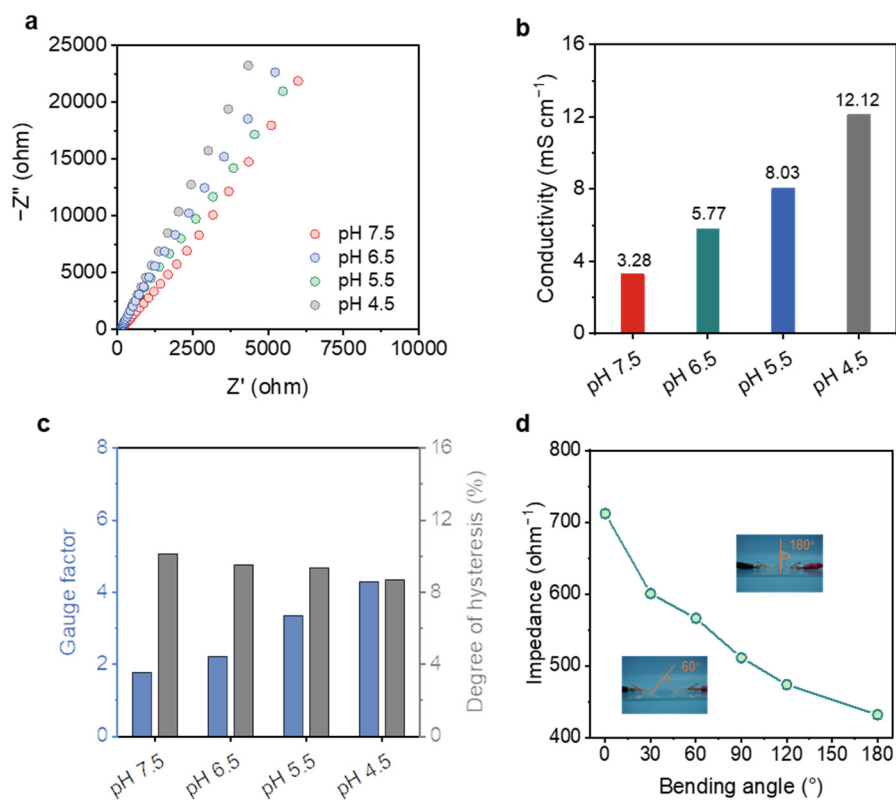 a
25000
20000
15000
10000
5000
0
−Z" (ohm)
0 2500 5000 7500 10000
Z' (ohm)
pH 7.5
pH 6.5
pH 5.5
pH 4.5
b
16
12
8
4
0
Conductivity (mS cm⁻¹)
3.28
5.77
8.03
12.12
pH 7.5 pH 6.5 pH 5.5 pH 4.5
c
8
6
4
2
0
Gauge factor
16
12
8
4
0
Degree of hysteresis (%)
pH 7.5 pH 6.5 pH 5.5 pH 4.5
d
800
700
600
500
400
Impedance (ohm⁻¹)
180°
60°
0 30 60 90 120 150 180
Bending angle (°)